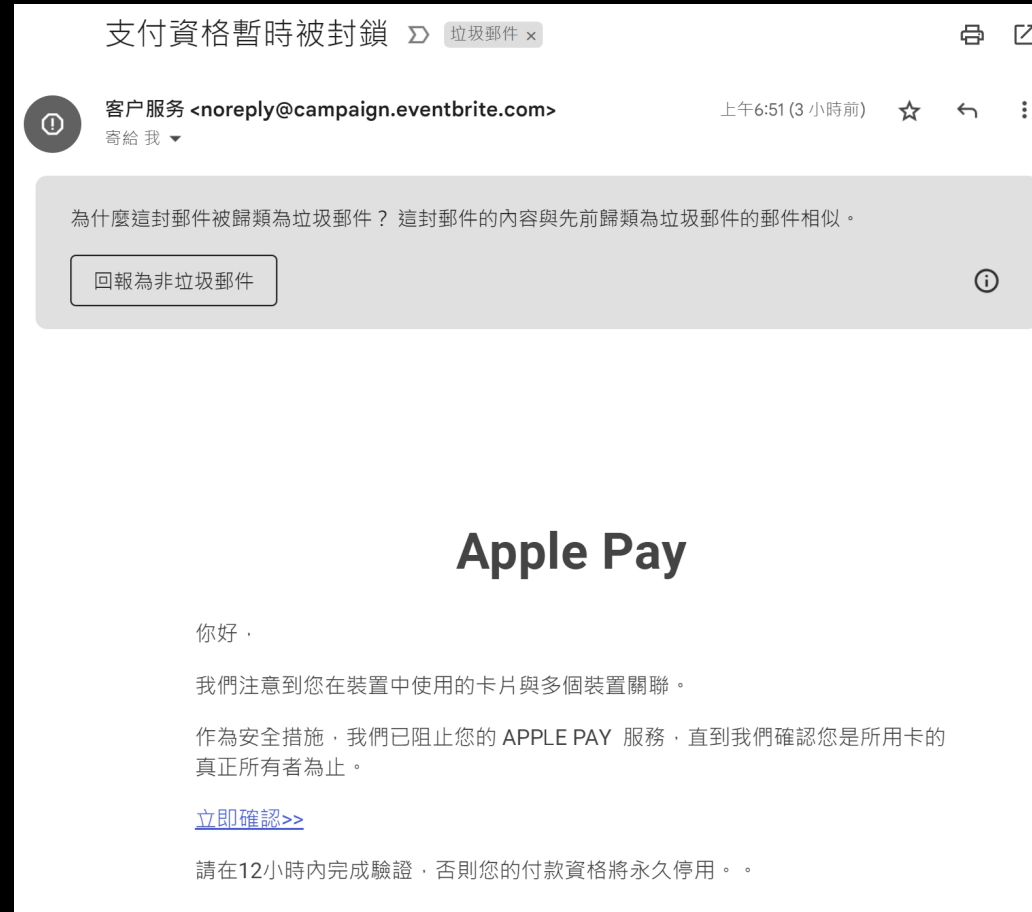 支付資格暫時被封鎖 垃圾郵件 ×
客户服务 <noreply@campaign.eventbrite.com> 上午6:51 (3 小時前)
寄給 我
為什麼這封郵件被歸類為垃圾郵件？ 這封郵件的內容與先前歸類為垃圾郵件的郵件相似。
回報為非垃圾郵件
Apple Pay
你好，
我們注意到您在裝置中使用的卡片與多個裝置關聯。
作為安全措施，我們已阻止您的 APPLE PAY 服務，直到我們確認您是所用卡的
真正所有者為止。
立即確認>>
請在12小時內完成驗證，否則您的付款資格將永久停用。。